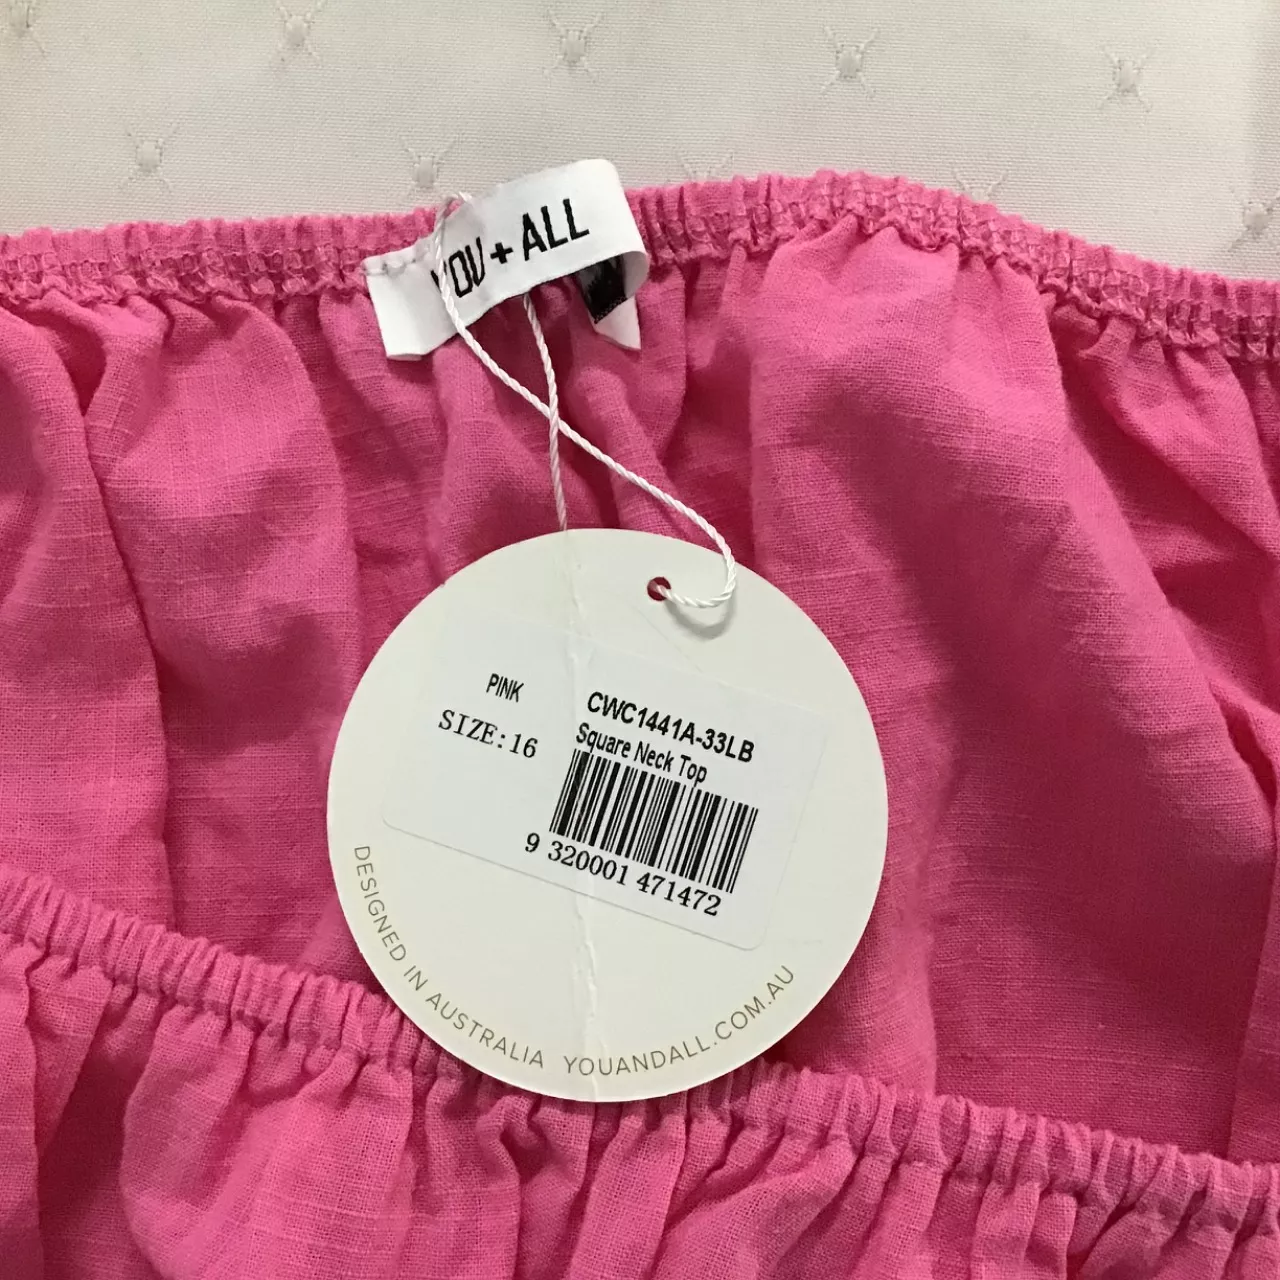 YOU + ALL
PINK
SIZE:16
CWC1441A-33LB
Square Neck Top
9 320001 471472
DESIGNED IN AUSTRALIA YOUANDALL.COM.AU